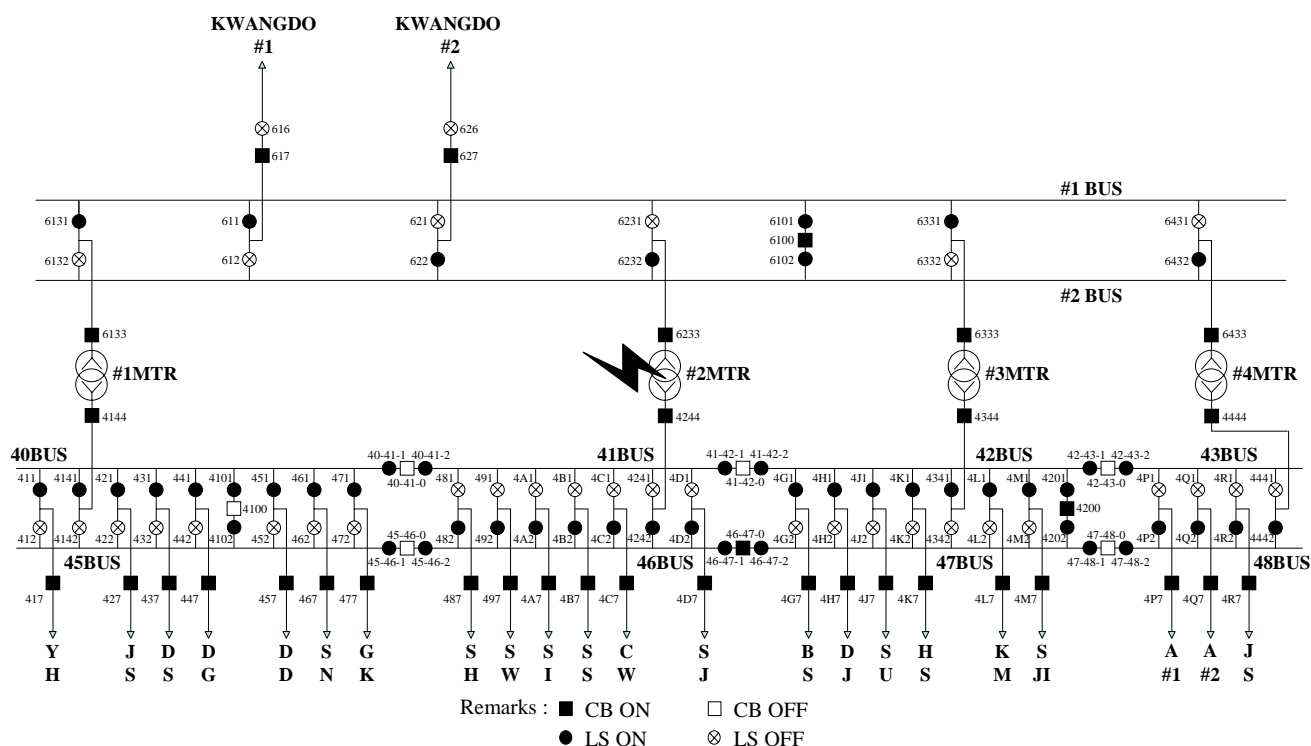 KWANGDO KWANGDO
#1 #2
616 626
617 627
#1 BUS
6131 611 621 6231 6101 6331 6431
6100
6132 612 622 6232 6102 6332 6432
#2 BUS
6133 6233 6333 6433
#1MTR #2MTR #3MTR #4MTR
4144 4244 4344 4444
40BUS 40-41-1 40-41-2 41BUS 41-42-1 41-42-2 42BUS 42-43-1 42-43-2 43BUS
40-41-0 41-42-0 42-43-0
411 4141 421 431 441 4101 451 461 471 481 491 4A1 4B1 4C1 4241 4D1 4G1 4H1 4J1 4K1 4341 4L1 4M1 4201 4P1 4Q1 4R1 4441
4100 4200
412 4142 422 432 442 4102 452 462 472 482 492 4A2 4B2 4C2 4242 4D2 4G2 4H2 4J2 4K2 4342 4L2 4M2 4202 4P2 4Q2 4R2 4442
45-46-0 46-47-0 47-48-0
45BUS 45-46-1 45-46-2 46BUS 46-47-1 46-47-2 47BUS 47-48-1 47-48-2 48BUS
417 427 437 447 457 467 477 487 497 4A7 4B7 4C7 4D7 4G7 4H7 4J7 4K7 4L7 4M7 4P7 4Q7 4R7
Y J D D D S G S S S S C S B D S H K S A A J
H S S G D N K H W I S W J S J U S M JI #1 #2 S
Remarks : CB ON CB OFF
LS ON LS OFF